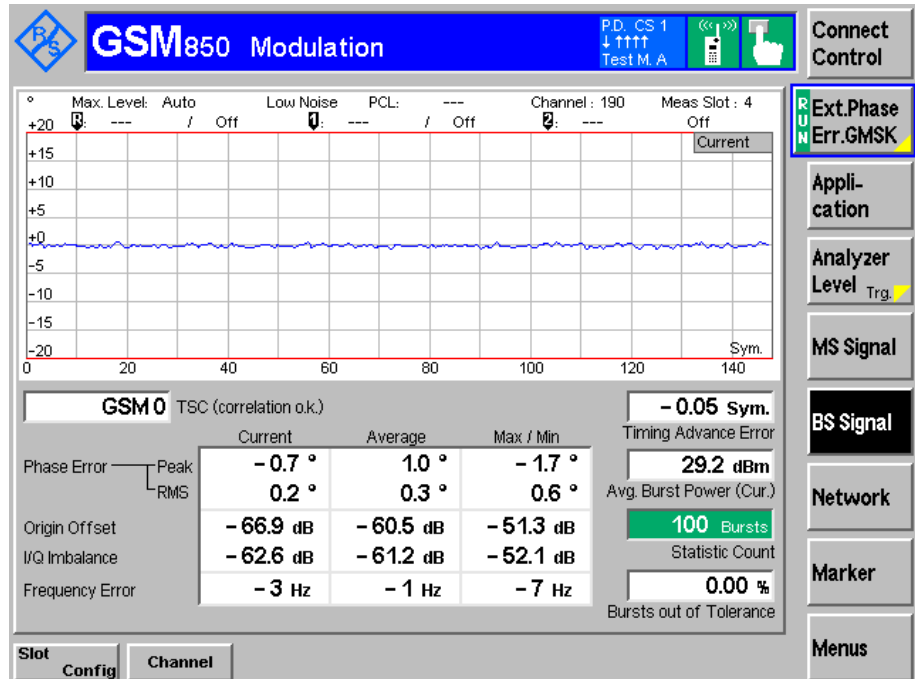 R&S
GSM850 Modulation
P.D. CS 1
↓ ↑↑↑↑
Test M. A
Connect
Control
° Max. Level: Auto Low Noise PCL: --- Channel : 190 Meas Slot : 4
R: --- / Off 1: --- / Off 2: --- Off
Current
+20
+15
+10
+5
+0
-5
-10
-15
-20
Sym.
0 20 40 60 80 100 120 140
RUN
Ext.Phase
Err.GMSK
Appli-
cation
Analyzer
Level Trg.
MS Signal
BS Signal
Network
Marker
Menus
GSM 0 TSC (correlation o.k.)
Current Average Max / Min
Phase Error Peak - 0.7 ° 1.0 ° - 1.7 °
RMS 0.2 ° 0.3 ° 0.6 °
Origin Offset - 66.9 dB - 60.5 dB - 51.3 dB
I/Q Imbalance - 62.6 dB - 61.2 dB - 52.1 dB
Frequency Error - 3 Hz - 1 Hz - 7 Hz
- 0.05 Sym.
Timing Advance Error
29.2 dBm
Avg. Burst Power (Cur.)
100 Bursts
Statistic Count
0.00 %
Bursts out of Tolerance
Slot
Config
Channel